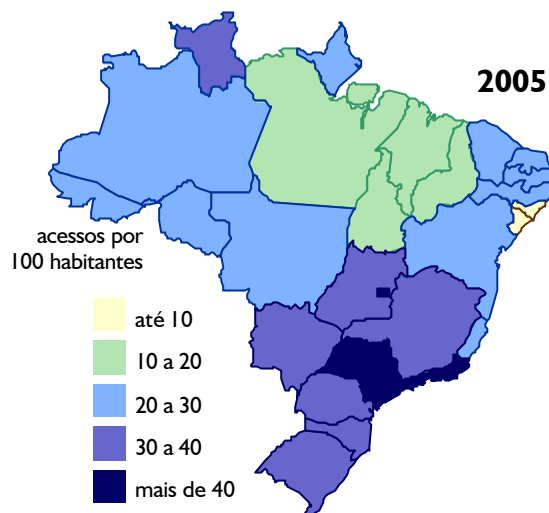 2005
acessos por
100 habitantes
até 10
10 a 20
20 a 30
30 a 40
mais de 40